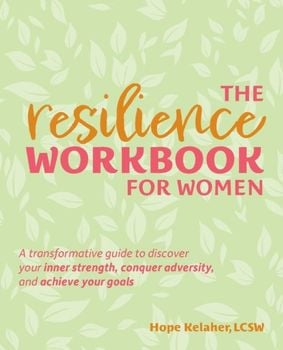 THE
resilience
WORKBOOK
FOR WOMEN
A transformative guide to discover
your inner strength, conquer adversity,
and achieve your goals
Hope Kelaher, LCSW